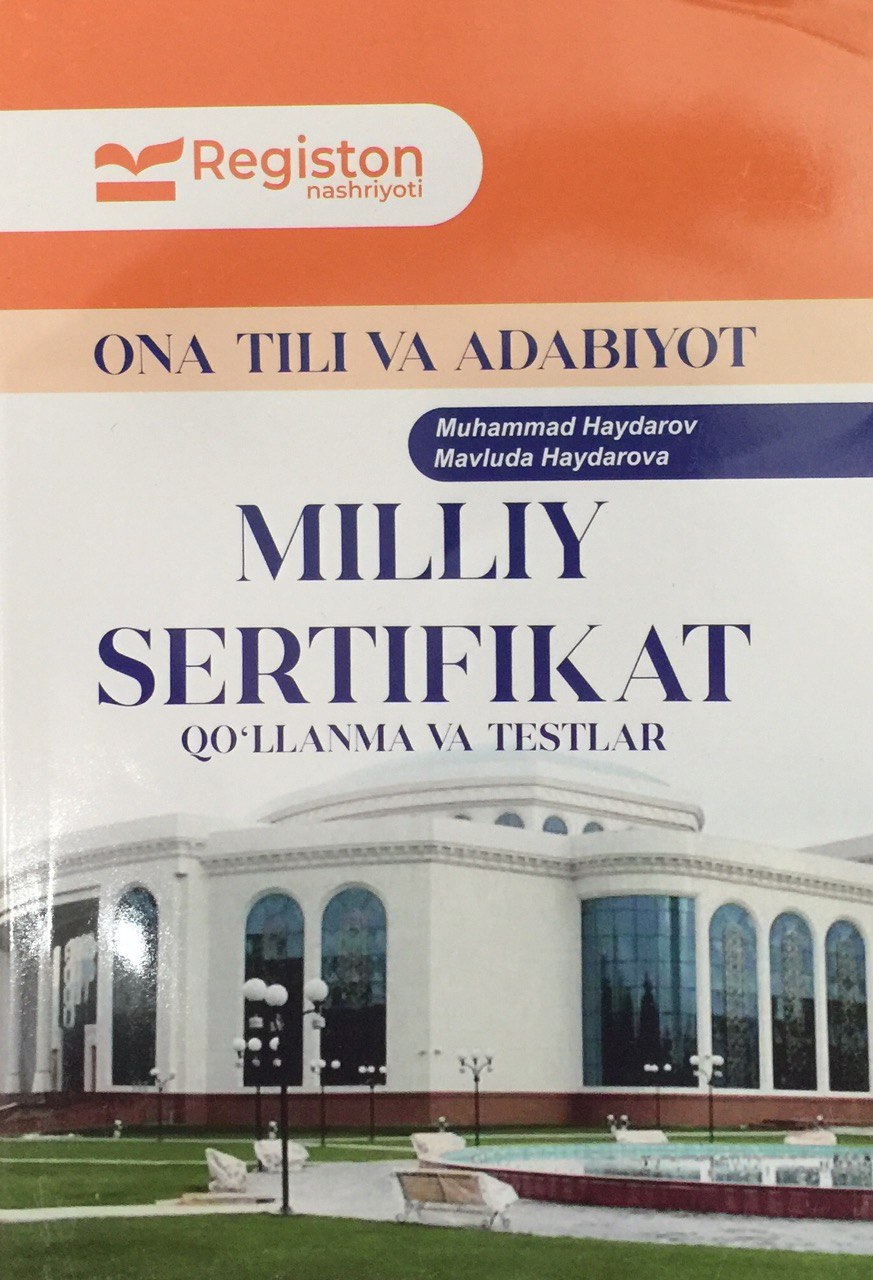 Registon
nashriyoti
ONA TILI VA ADABIYOT
Muhammad Haydarov
Mavluda Haydarova
MILLIY
SERTIFIKAT
QO‘LLANMA VA TESTLAR